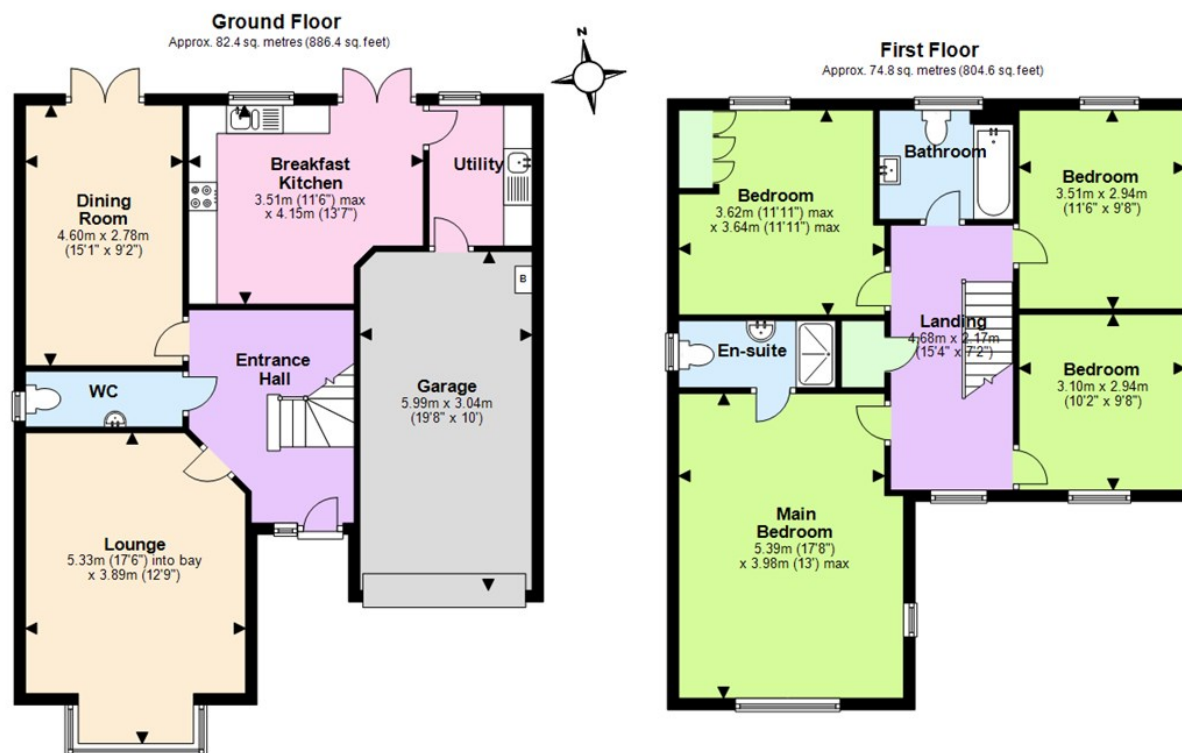 Ground Floor
Approx. 82.4 sq. metres (886.4 sq. feet)
N
Dining
Room
4.60m x 2.78m
(15'1" x 9'2")
Breakfast
Kitchen
3.51m (11'6") max
x 4.15m (13'7")
Utility
B
WC
Entrance
Hall
Garage
5.99m x 3.04m
(19'8" x 10')
Lounge
5.33m (17'6") into bay
x 3.89m (12'9")
First Floor
Approx. 74.8 sq. metres (804.6 sq. feet)
Bedroom
3.62m (11'11") max
x 3.64m (11'11") max
Bathroom
Bedroom
3.51m x 2.94m
(11'6" x 9'8")
En-suite
Landing
4.68m x 2.17m
(15'4" x 7'2")
Bedroom
3.10m x 2.94m
(10'2" x 9'8")
Main
Bedroom
5.39m (17'8")
x 3.98m (13') max